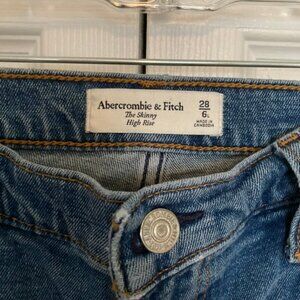 Abercrombie & Fitch
The Skinny
High Rise
28
6L
MADE IN
CAMBODIA